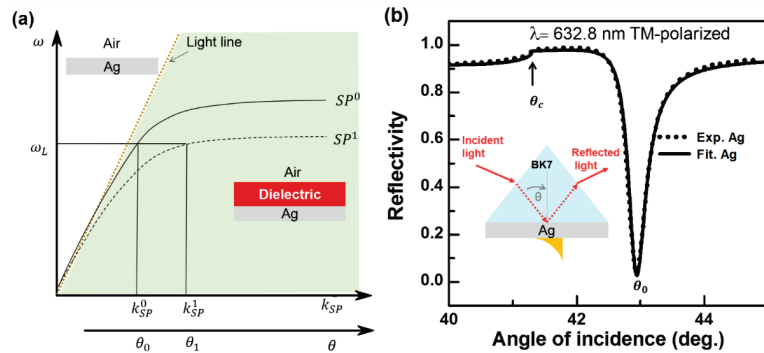 (a)
ω
Air
Ag
Light line
SP⁰
SP¹
ω_L
Air
Dielectric
Ag
k⁰_SP
k¹_SP
k_SP
θ₀
θ₁
θ
(b)
λ= 632.8 nm TM-polarized
1.0
0.8
0.6
0.4
0.2
0.0
Reflectivity
θ_c
Exp. Ag
Fit. Ag
Incident
light
Reflected
light
BK7
θ
Ag
θ₀
40
42
44
Angle of incidence (deg.)